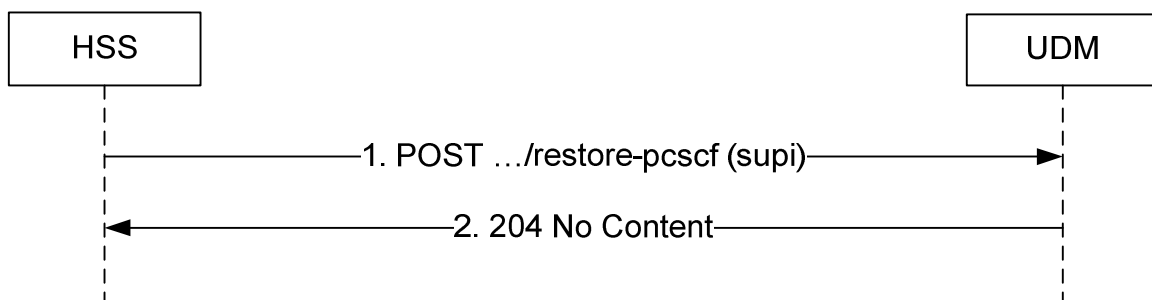 HSS
UDM
1. POST …/restore-pcscf (supi)
2. 204 No Content